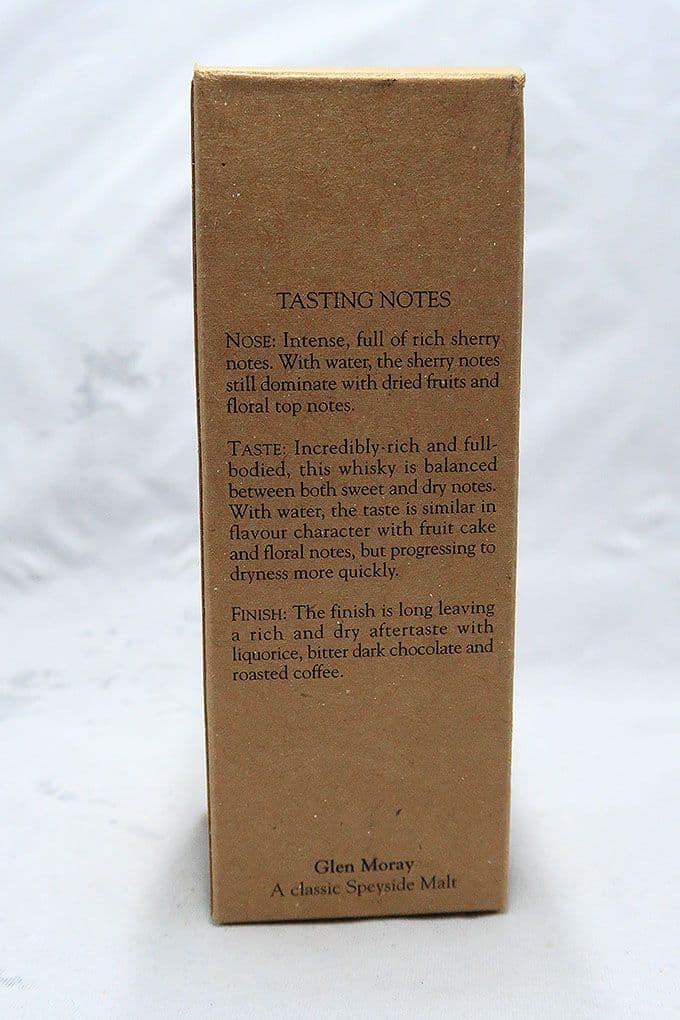 TASTING NOTES
NOSE: Intense, full of rich sherry
notes. With water, the sherry notes
still dominate with dried fruits and
floral top notes.
TASTE: Incredibly-rich and full-
bodied, this whisky is balanced
between both sweet and dry notes.
With water, the taste is similar in
flavour character with fruit cake
and floral notes, but progressing to
dryness more quickly.
FINISH: The finish is long leaving
a rich and dry aftertaste with
liquorice, bitter dark chocolate and
roasted coffee.
Glen Moray
A classic Speyside Malt